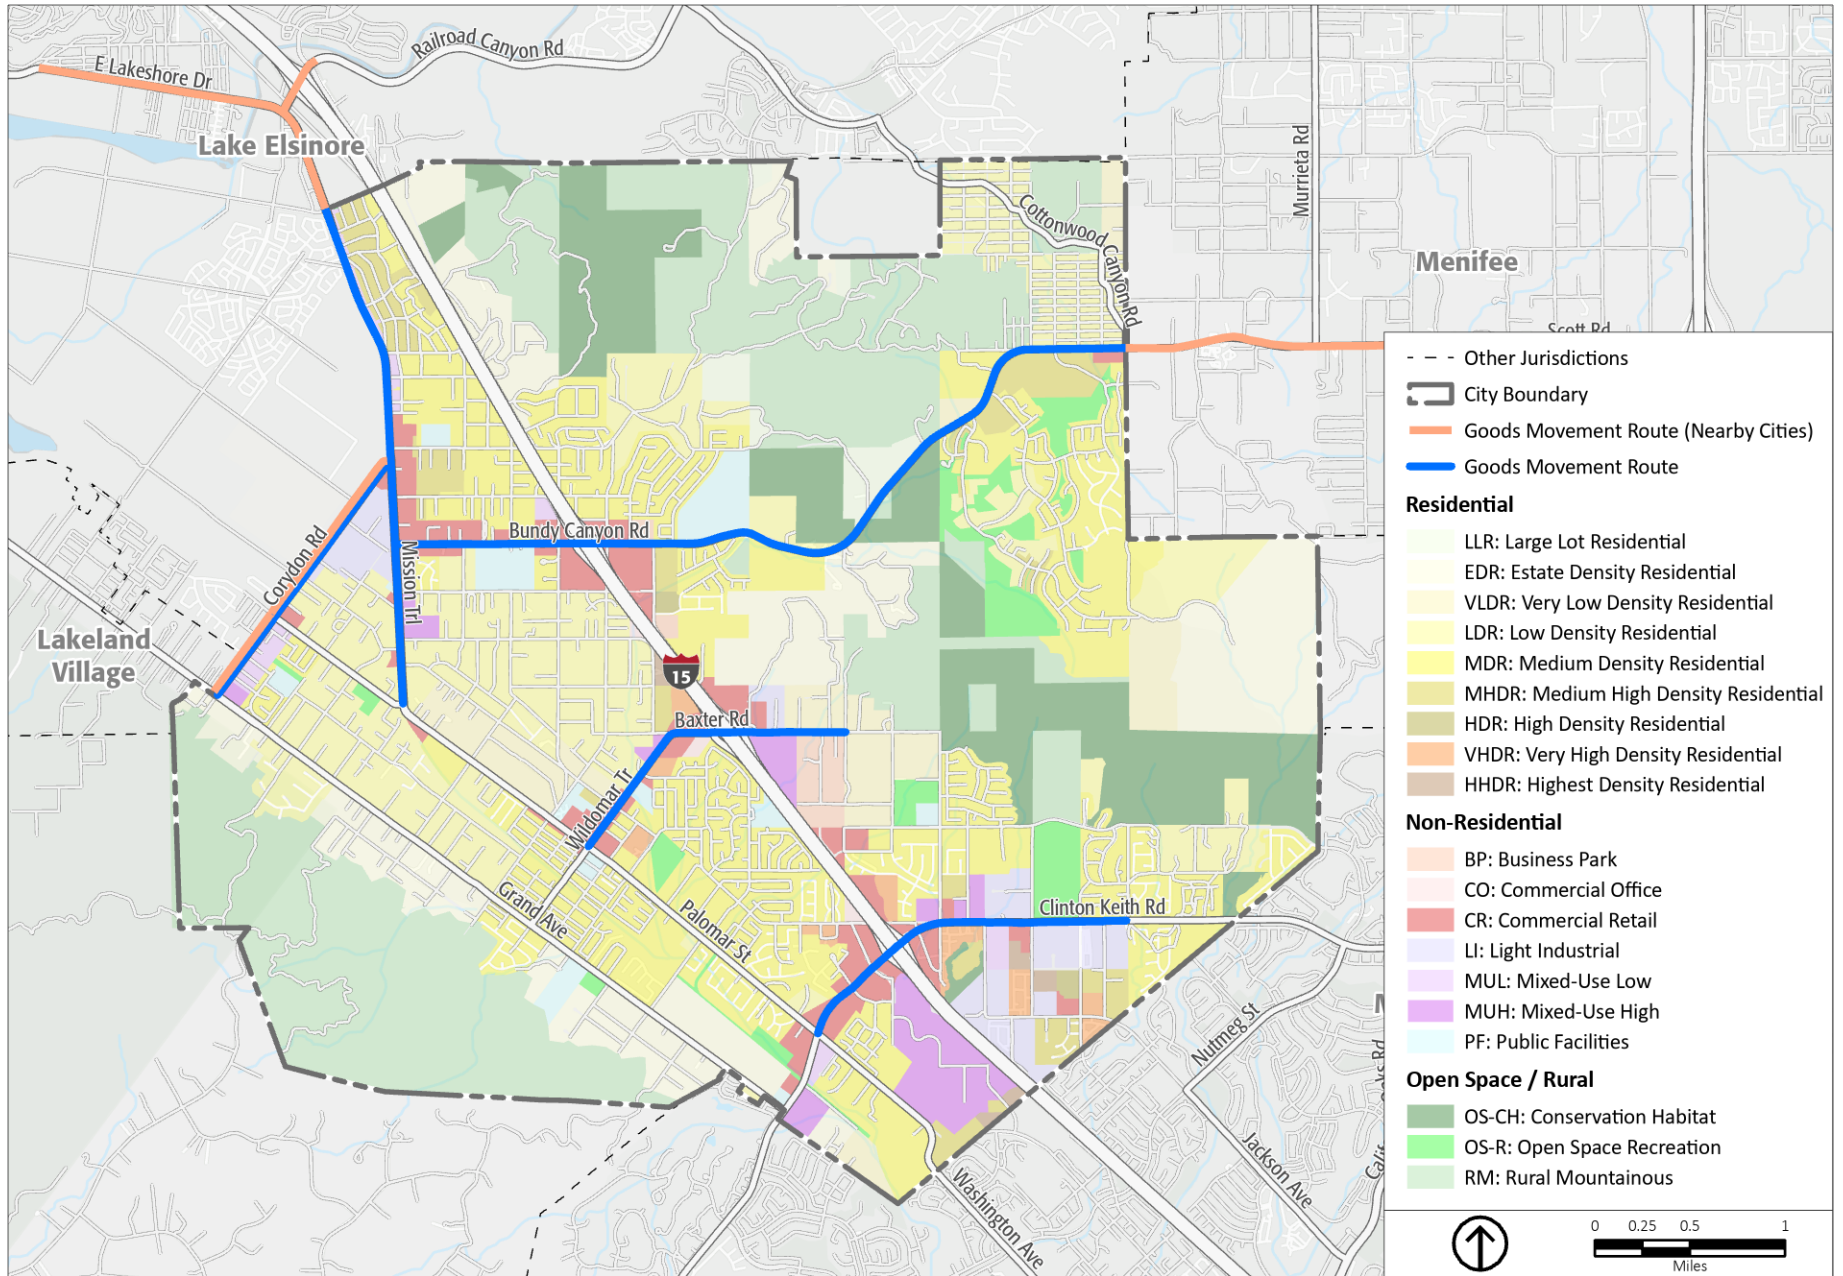 Railroad Canyon Rd
E Lakeshore Dr
Lake Elsinore
Murrieta Rd
Cottonwood Canyon Rd
Menifee
Scott Rd
Bundy Canyon Rd
Corydon Rd
Mission Trl
Lakeland
Village
15
Baxter Rd
Wildomar Tr
Grand Ave
Palomar St
Clinton Keith Rd
Nutmeg St
Jackson Ave
Washington Ave
Other Jurisdictions
City Boundary
Goods Movement Route (Nearby Cities)
Goods Movement Route
Residential
LLR: Large Lot Residential
EDR: Estate Density Residential
VLDR: Very Low Density Residential
LDR: Low Density Residential
MDR: Medium Density Residential
MHDR: Medium High Density Residential
HDR: High Density Residential
VHDR: Very High Density Residential
HHDR: Highest Density Residential
Non-Residential
BP: Business Park
CO: Commercial Office
CR: Commercial Retail
LI: Light Industrial
MUL: Mixed-Use Low
MUH: Mixed-Use High
PF: Public Facilities
Open Space / Rural
OS-CH: Conservation Habitat
OS-R: Open Space Recreation
RM: Rural Mountainous
0 0.25 0.5 1
Miles